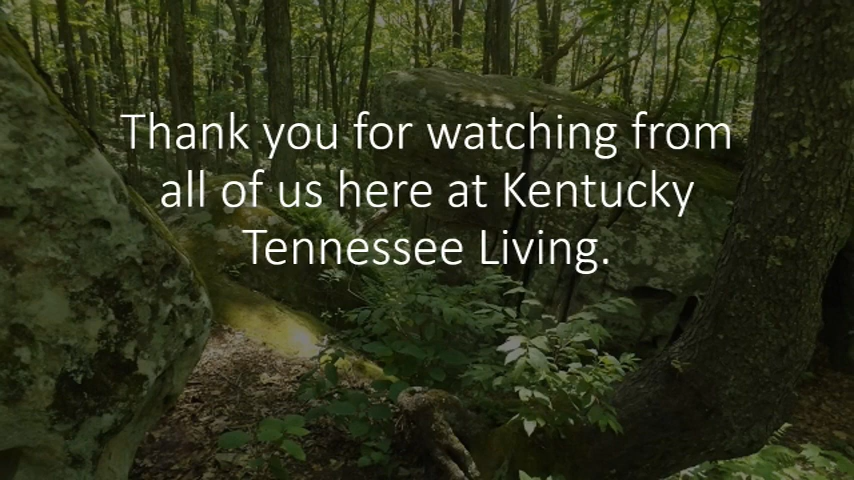 Thank you for watching from
all of us here at Kentucky
Tennessee Living.